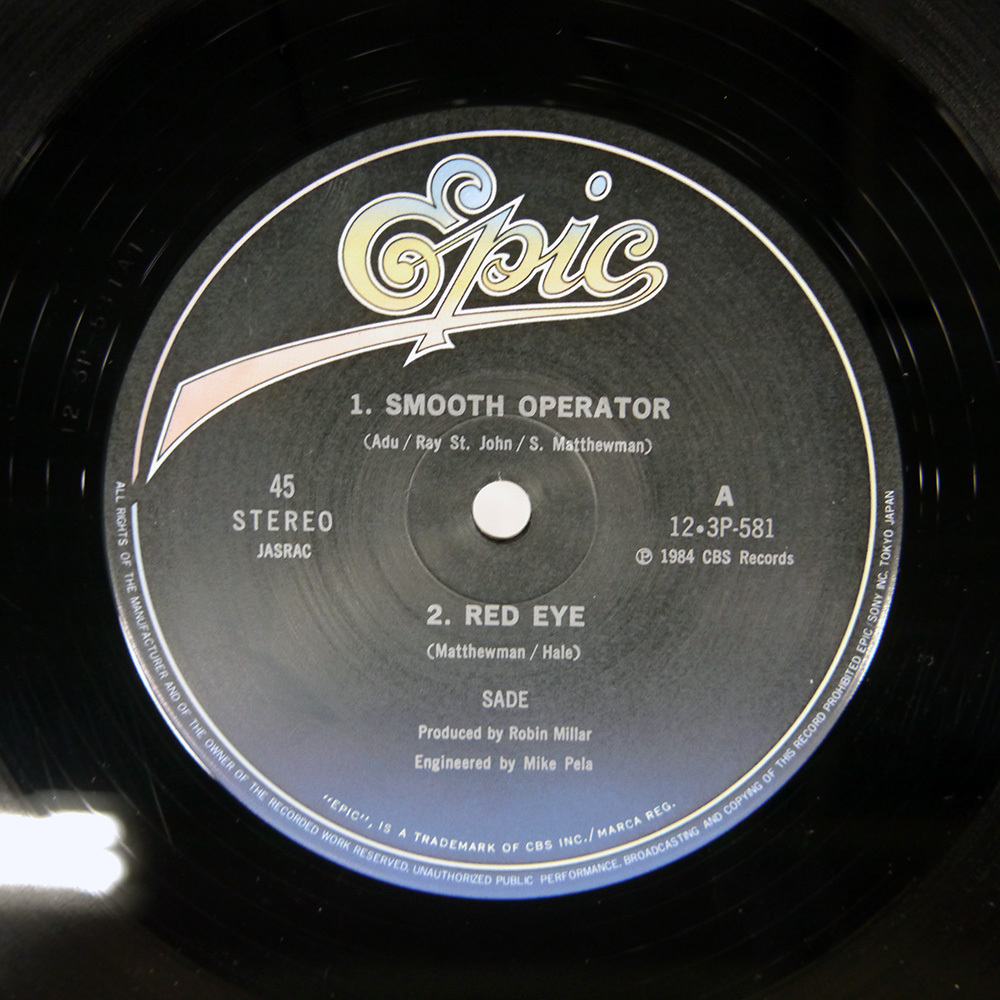 Epic
1. SMOOTH OPERATOR
(Adu / Ray St. John / S. Matthewman)
45
STEREO
JASRAC
A
12•3P-581
Ⓟ 1984 CBS Records
2. RED EYE
(Matthewman / Hale)
SADE
Produced by Robin Millar
Engineered by Mike Pela
"EPIC", IS A TRADEMARK OF CBS INC./MARCA REG.
ALL RIGHTS OF THE MANUFACTURER AND OF THE OWNER OF THE RECORDED WORK RESERVED, UNAUTHORIZED PUBLIC PERFORMANCE, BROADCASTING AND COPYING OF THIS RECORD PROHIBITED EPIC/SONY INC. TOKYO JAPAN